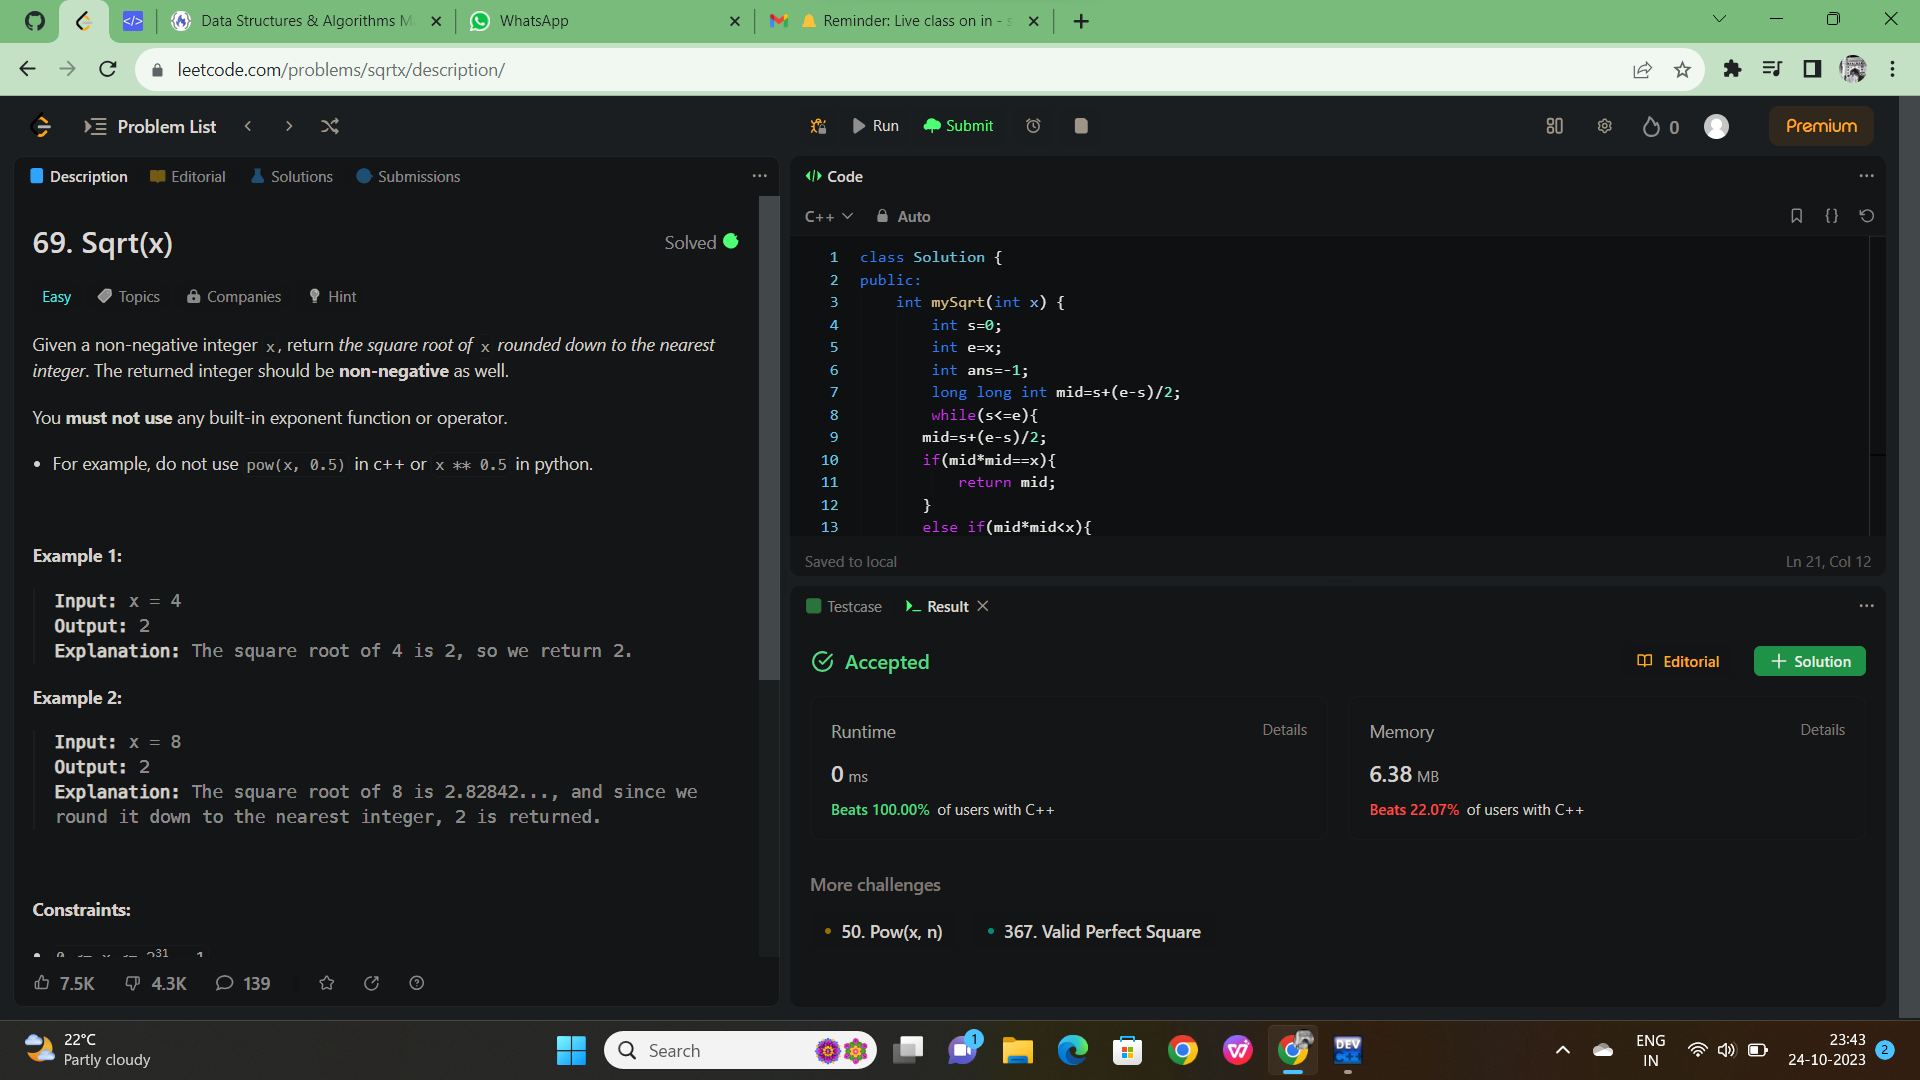 Data Structures & Algorithms M
WhatsApp
Reminder: Live class on in - s
leetcode.com/problems/sqrtx/description/
Problem List
Run
Submit
0
Premium
Description
Editorial
Solutions
Submissions
69. Sqrt(x)
Solved
Easy
Topics
Companies
Hint
Given a non-negative integer x, return the square root of x rounded down to the nearest
integer. The returned integer should be non-negative as well.
You must not use any built-in exponent function or operator.
• For example, do not use pow(x, 0.5) in c++ or x ** 0.5 in python.
Example 1:
Input: x = 4
Output: 2
Explanation: The square root of 4 is 2, so we return 2.
Example 2:
Input: x = 8
Output: 2
Explanation: The square root of 8 is 2.82842..., and since we
round it down to the nearest integer, 2 is returned.
Constraints:
• 0 <= x <= 2^31 - 1
7.5K
4.3K
139
</> Code
C++
Auto
1 class Solution {
2 public:
3 int mySqrt(int x) {
4 int s=0;
5 int e=x;
6 int ans=-1;
7 long long int mid=s+(e-s)/2;
8 while(s<=e){
9 mid=s+(e-s)/2;
10 if(mid*mid==x){
11 return mid;
12 }
13 else if(mid*mid<x){
Saved to local
Ln 21, Col 12
Testcase
Result
Accepted
Editorial
+ Solution
Runtime
Details
0 ms
Beats 100.00% of users with C++
Memory
Details
6.38 MB
Beats 22.07% of users with C++
More challenges
• 50. Pow(x, n)
• 367. Valid Perfect Square
22°C
Partly cloudy
Search
1
DEV
C++
ENG
IN
23:43
24-10-2023
2